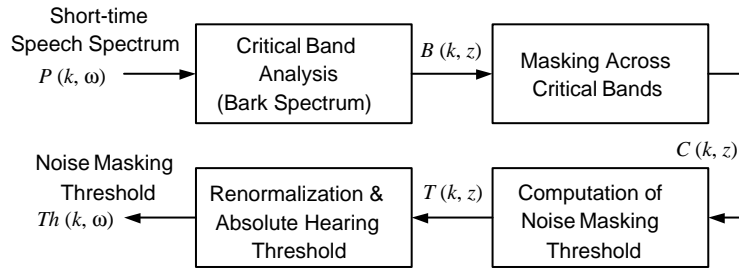 Short-time
Speech Spectrum
P (k, ω)
Critical Band
Analysis
(Bark Spectrum)
B (k, z)
Masking Across
Critical Bands
C (k, z)
Noise Masking
Threshold
Th (k, ω)
Renormalization &
Absolute Hearing
Threshold
T (k, z)
Computation of
Noise Masking
Threshold